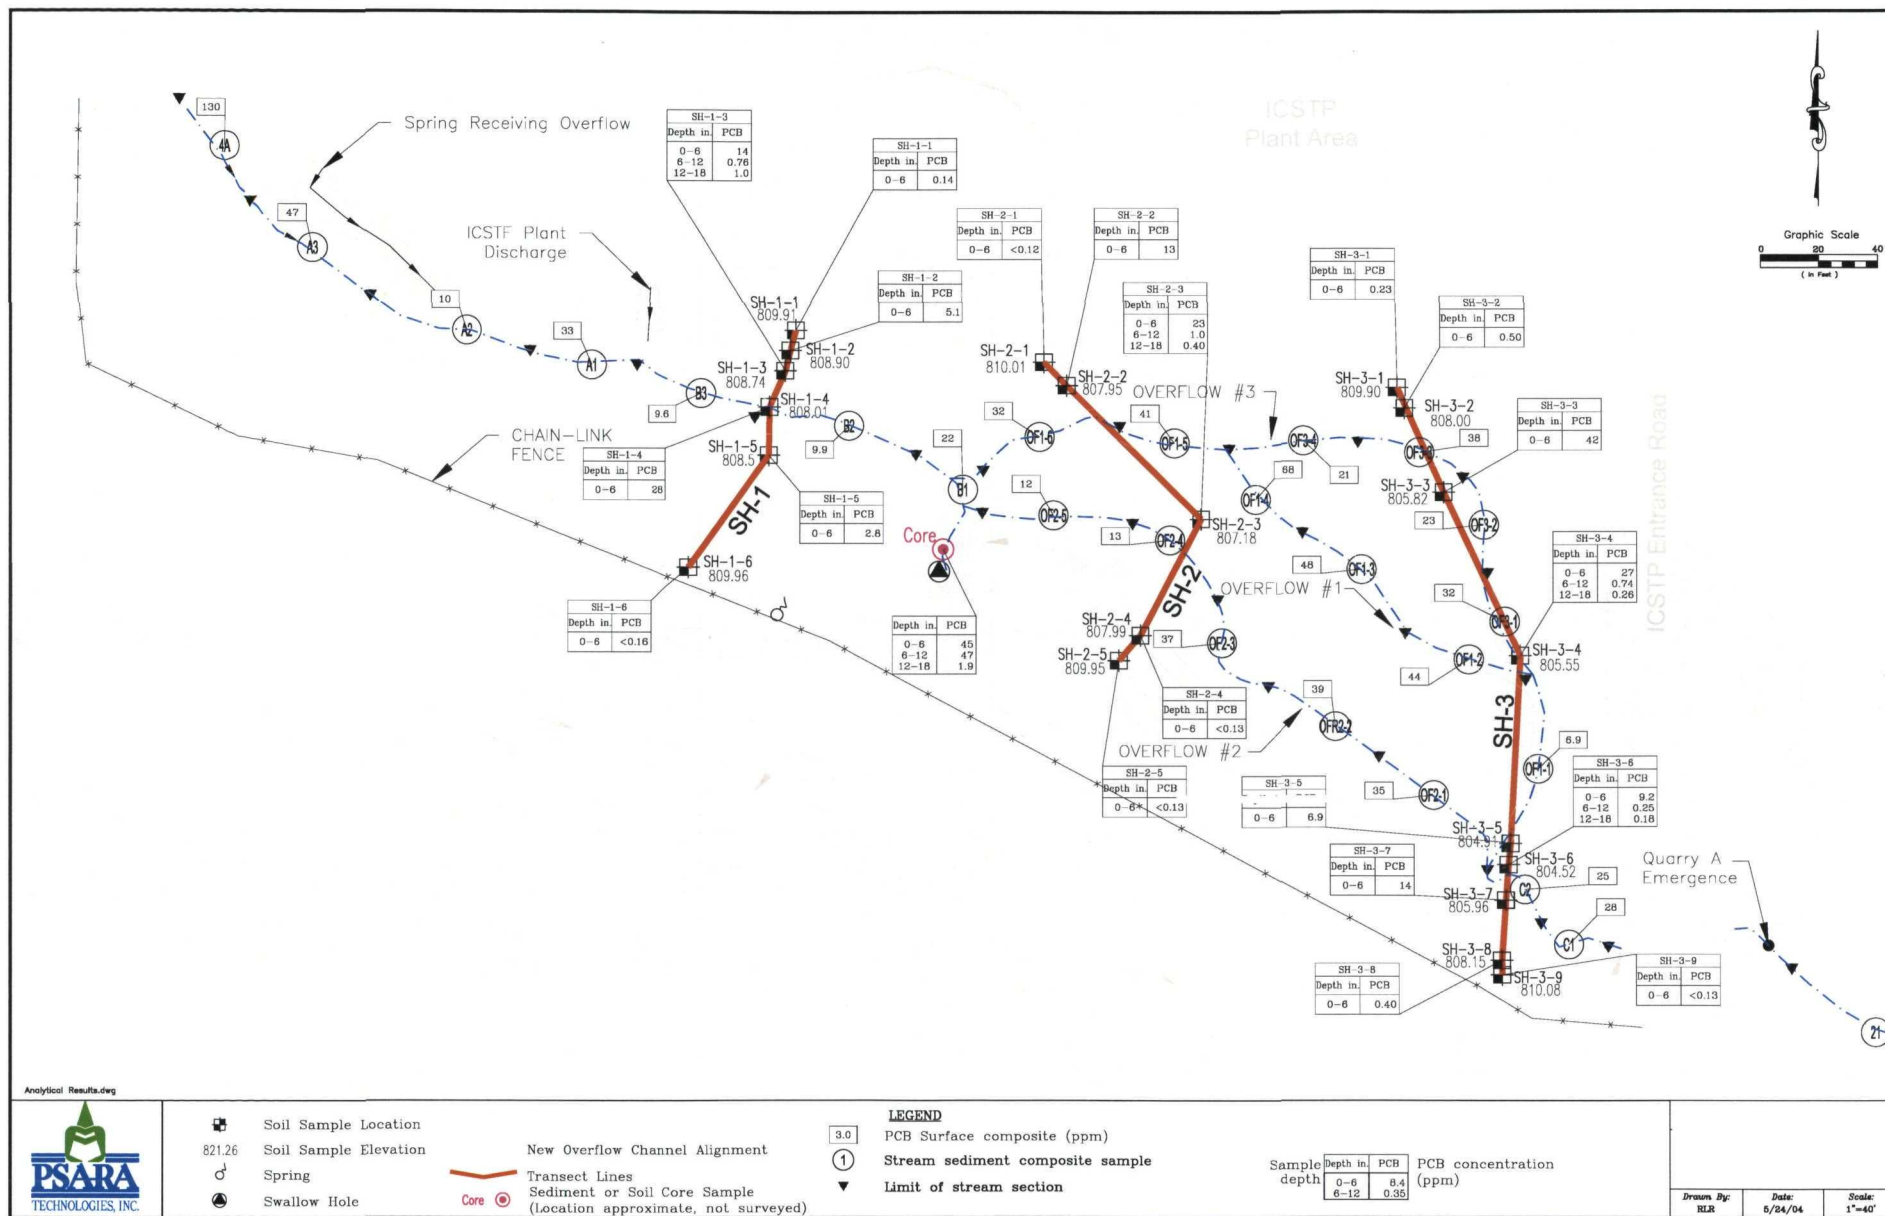 ICSTP
Plant Area
Graphic Scale
0 20 40
( in Feet )
130
4A
Spring Receiving Overflow
47
A3
ICSTF Plant
Discharge
10
A2
33
A1
B3
9.6
SH-1-3
Depth in. PCB
0-6 14
6-12 0.76
12-18 1.0
SH-1-1
Depth in. PCB
0-6 0.14
SH-1-2
Depth in. PCB
0-6 5.1
SH-1-1
809.91
SH-1-2
808.90
SH-1-3
808.74
SH-1-4
808.01
SH-1-5
808.5
SH-1
SH-1-6
809.96
B2
9.9
CHAIN-LINK
FENCE
SH-1-4
Depth in. PCB
0-6 28
SH-1-5
Depth in. PCB
0-6 2.8
SH-1-6
Depth in. PCB
0-6 <0.16
22
B1
Core
Depth in. PCB
0-6 45
6-12 47
12-18 1.9
SH-2-1
Depth in. PCB
0-6 <0.12
SH-2-2
Depth in. PCB
0-6 13
SH-2-3
Depth in. PCB
0-6 23
6-12 1.0
12-18 0.40
SH-2-1
810.01
SH-2-2
807.95
OVERFLOW #3
32
OF1-6
41
OF1-5
12
OF2-5
13
OF2-4
SH-2-3
807.18
SH-2
SH-2-4
807.99
SH-2-5
809.95
37
OF2-3
SH-2-4
Depth in. PCB
0-6 <0.13
OVERFLOW #2
SH-2-5
Depth in. PCB
0-6 <0.13
39
OFR2-2
35
OF2-1
68
OF1-4
OF3-4
21
48
OF1-3
OVERFLOW #1
44
OF1-2
SH-3-1
Depth in. PCB
0-6 0.23
SH-3-2
Depth in. PCB
0-6 0.50
SH-3-1
809.90
SH-3-2
808.00
SH-3-3
Depth in. PCB
0-6 42
38
OF3-3
SH-3-3
805.82
23
OF3-2
SH-3-4
Depth in. PCB
0-6 27
6-12 0.74
12-18 0.26
32
OF3-1
SH-3-4
805.55
ICSTP Entrance Road
SH-3
6.9
OF1-1
SH-3-6
Depth in. PCB
0-6 9.2
6-12 0.25
12-18 0.18
SH-3-5
0-6 6.9
SH-3-5
804.91
SH-3-6
804.52
SH-3-7
Depth in. PCB
0-6 14
SH-3-7
805.96
C3
25
28
C1
Quarry A
Emergence
SH-3-8
808.15
SH-3-9
810.08
SH-3-8
Depth in. PCB
0-6 0.40
SH-3-9
Depth in. PCB
0-6 <0.13
21
Analytical Results.dwg
PSARA
TECHNOLOGIES, INC.
LEGEND
Soil Sample Location
821.26 Soil Sample Elevation
Spring
Swallow Hole
New Overflow Channel Alignment
Transect Lines
Core Sediment or Soil Core Sample
(Location approximate, not surveyed)
3.0 PCB Surface composite (ppm)
1 Stream sediment composite sample
Limit of stream section
Sample depth
Depth in. PCB
0-6 6.4
6-12 0.35
PCB concentration
(ppm)
Drawn By: Date: Scale:
RLR 5/24/04 1"=40'